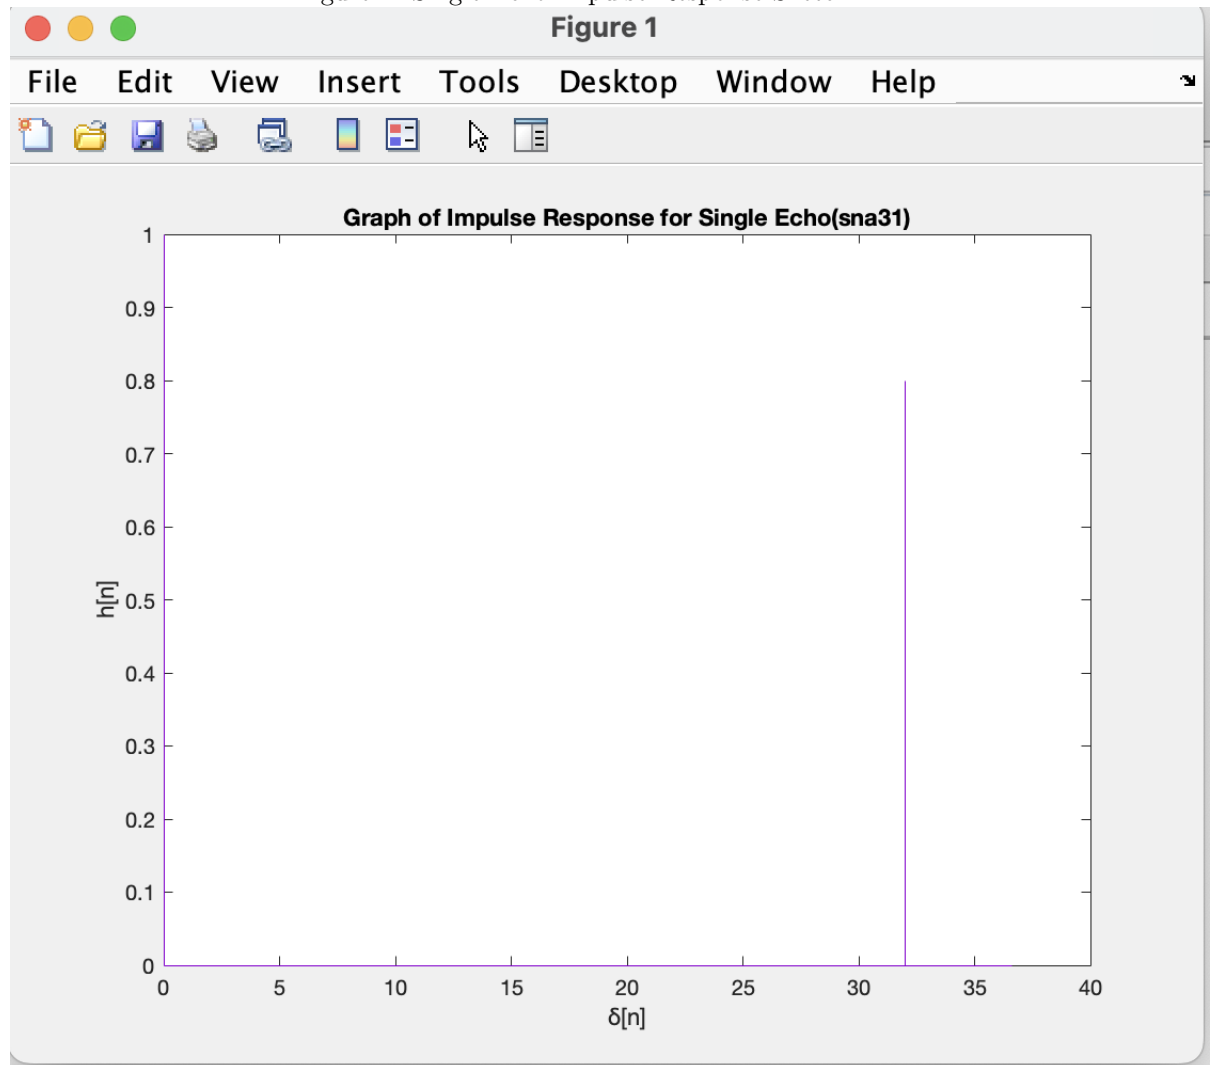 Figure 1
File Edit View Insert Tools Desktop Window Help
Graph of Impulse Response for Single Echo(sna31)
1
0.9
0.8
0.7
0.6
0.5
0.4
0.3
0.2
0.1
0
h[n]
0 5 10 15 20 25 30 35 40
δ[n]